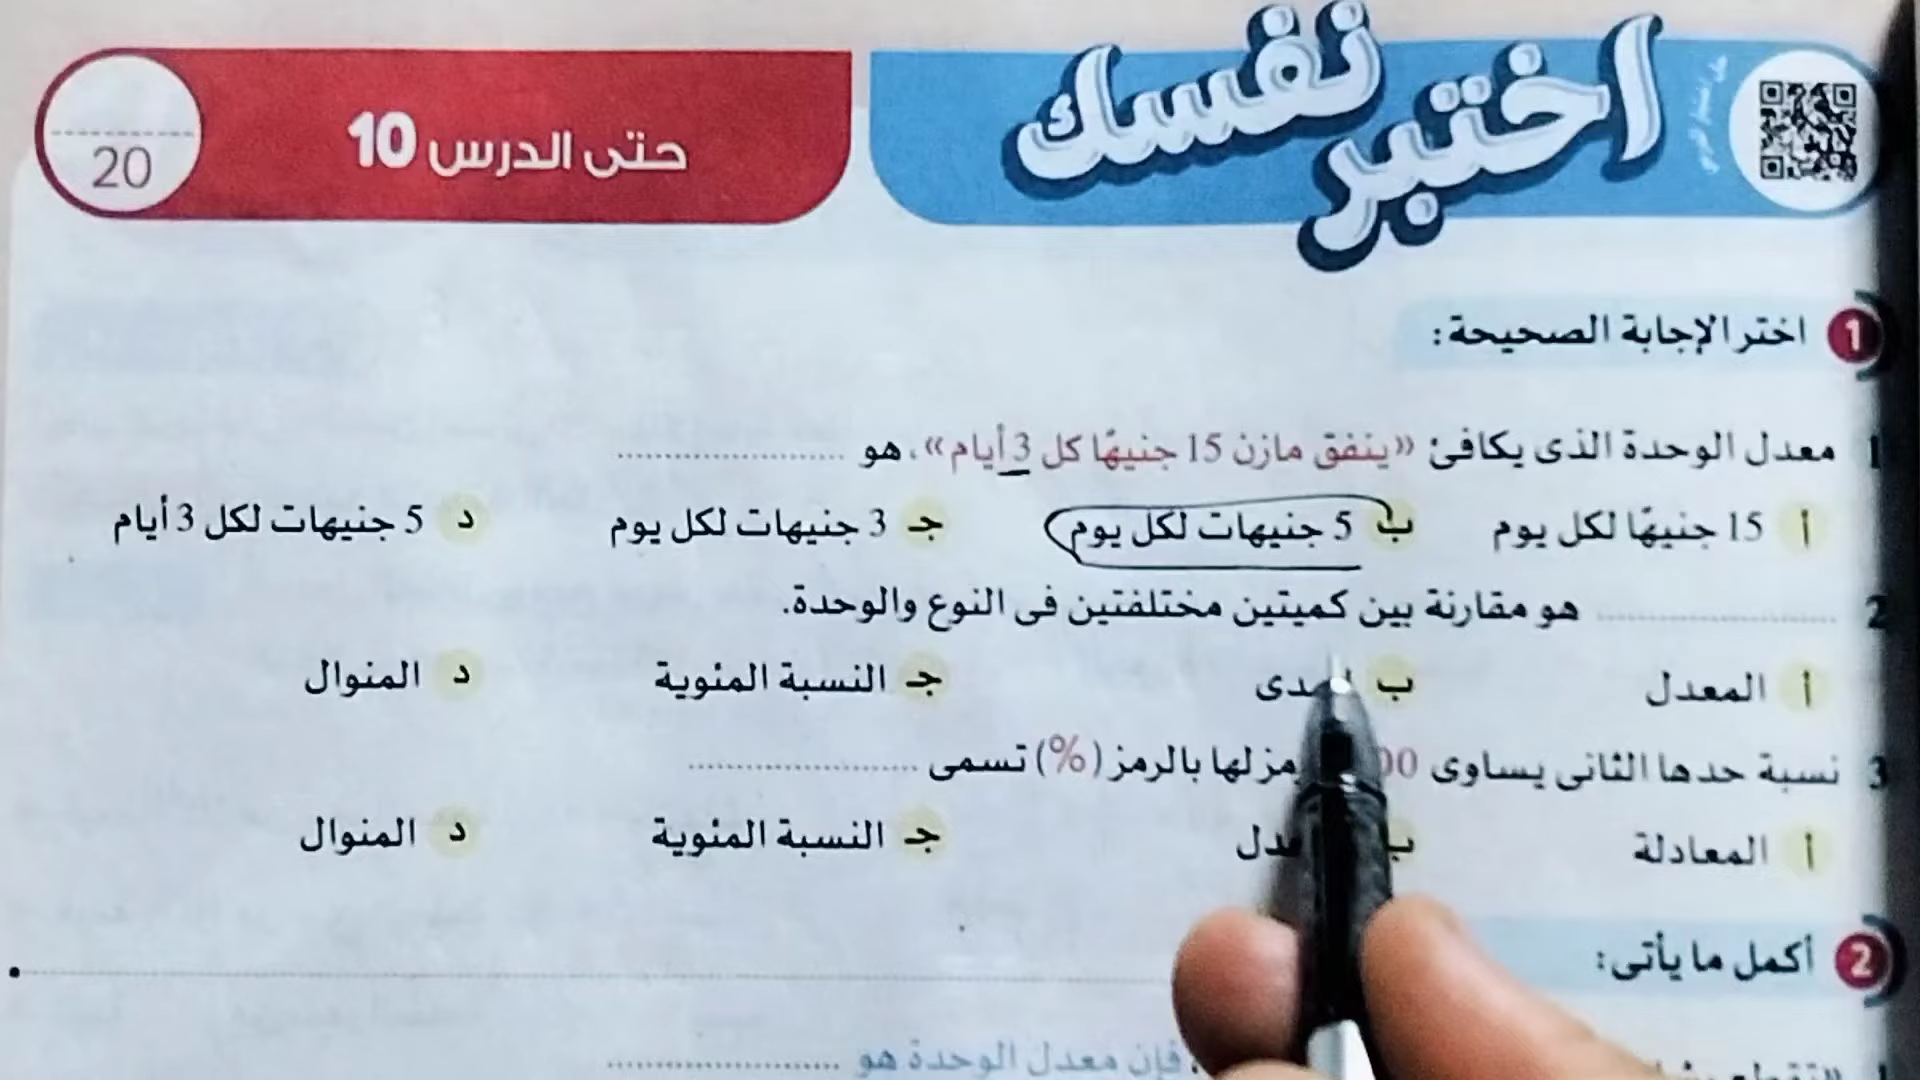 اختبر نفسك
حتى الدرس 10
20
1 اختر الإجابة الصحيحة:
1 معدل الوحدة الذى يكافئ «ينفق مازن 15 جنيهًا كل 3 أيام»، هو ....................
أ 15 جنيهًا لكل يوم ب 5 جنيهات لكل يوم جـ 3 جنيهات لكل يوم د 5 جنيهات لكل 3 أيام
2 .................... هو مقارنة بين كميتين مختلفتين فى النوع والوحدة.
أ المعدل ب جـ النسبة المئوية د المنوال
3 نسبة حدها الثانى يساوى بالرمز (%) تسمى ....................
أ المعادلة ب جـ النسبة المئوية د المنوال
2 أكمل ما يأتى:
، فإن معدل الوحدة هو ....................